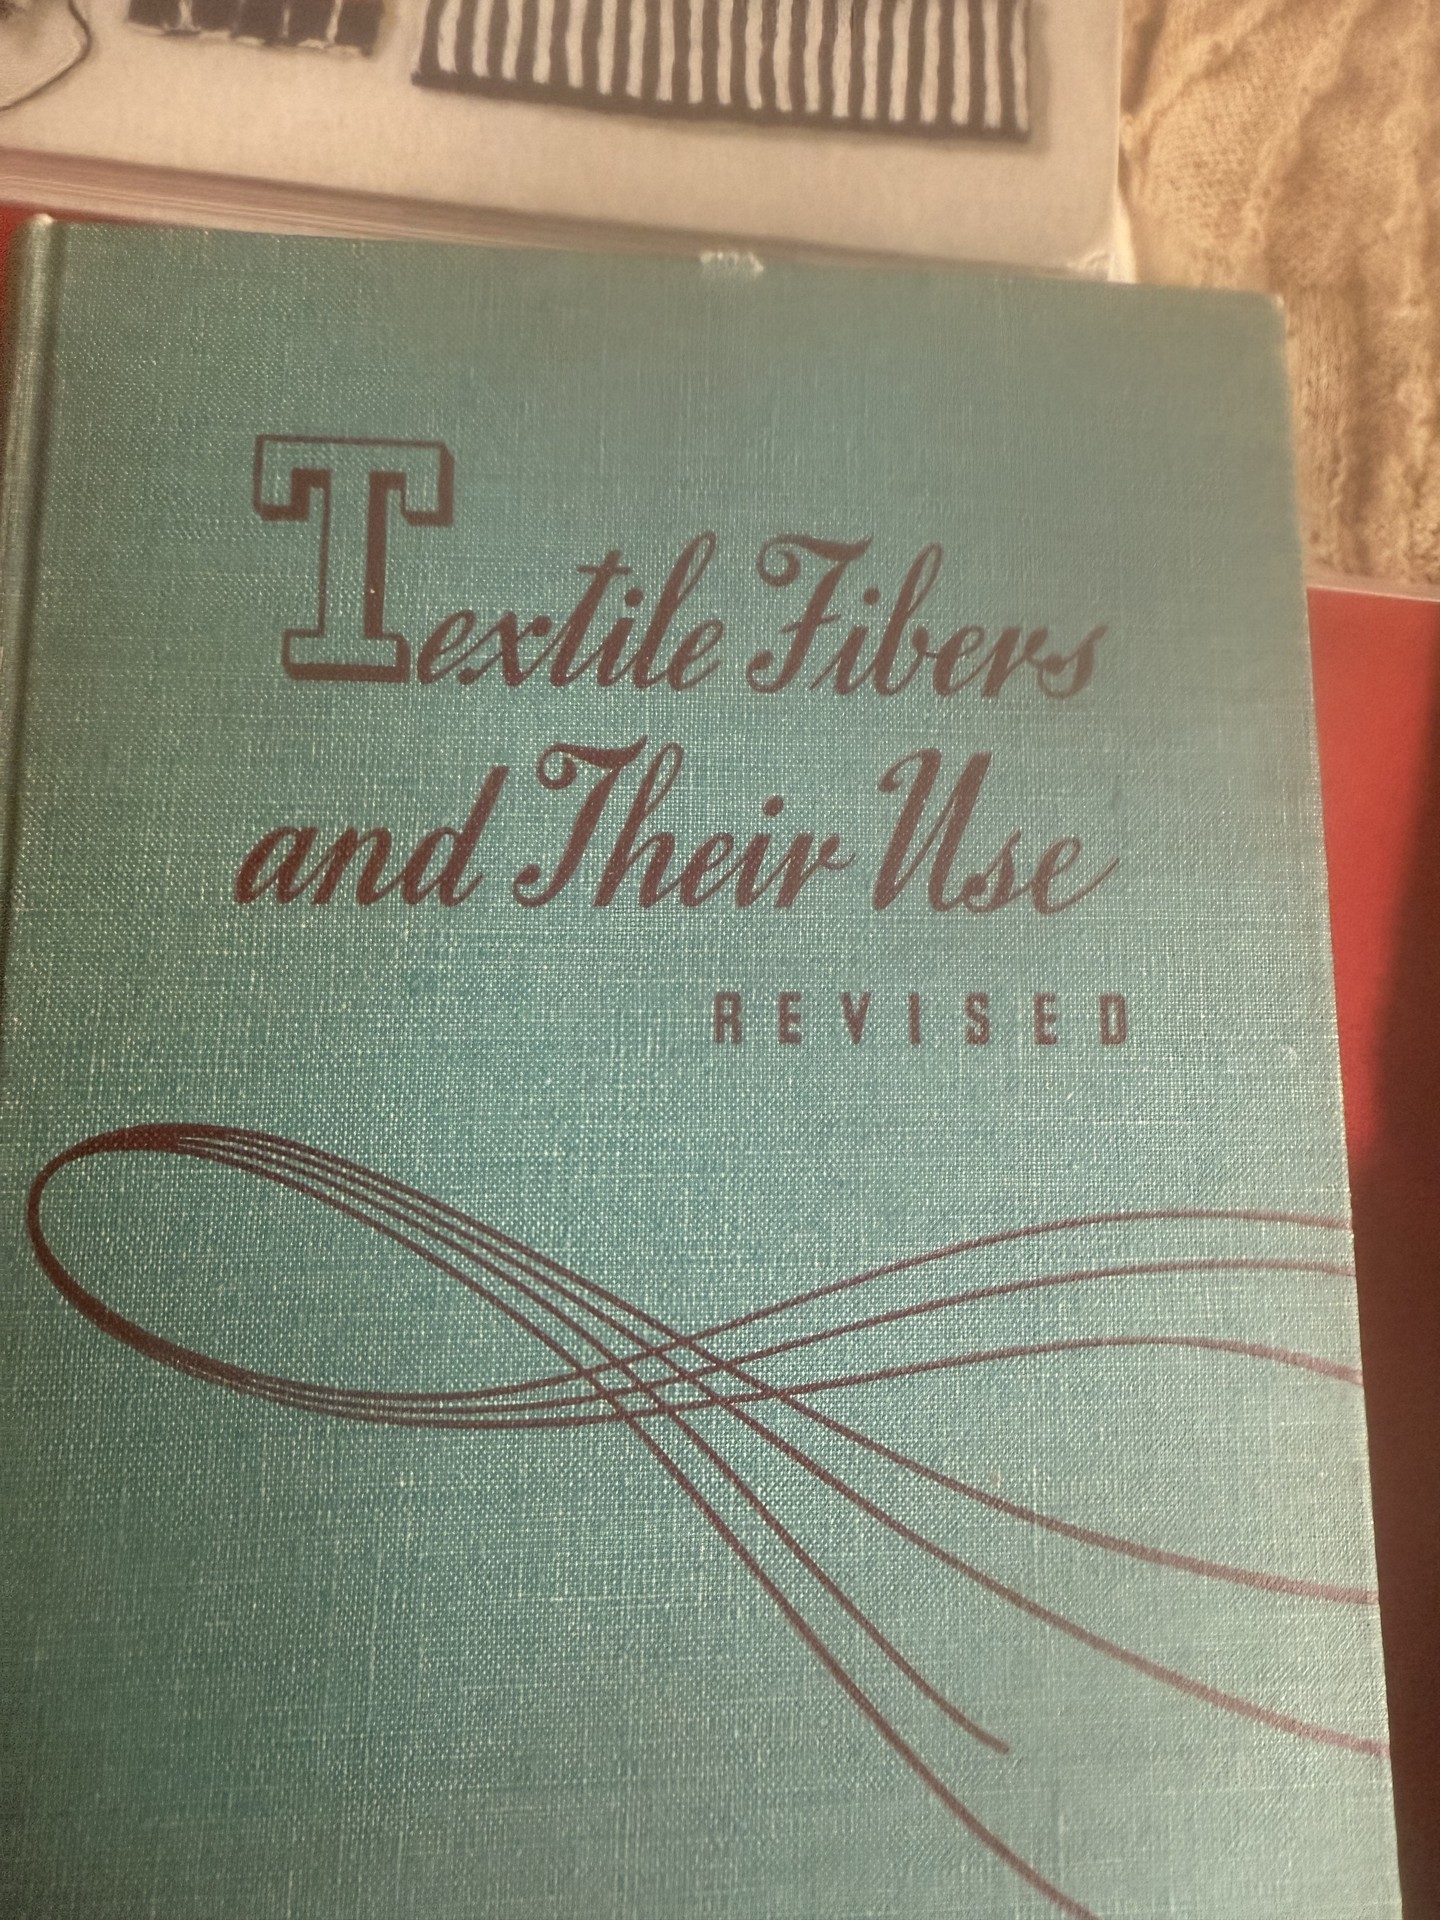 Textile Fibers
and Their Use
REVISED